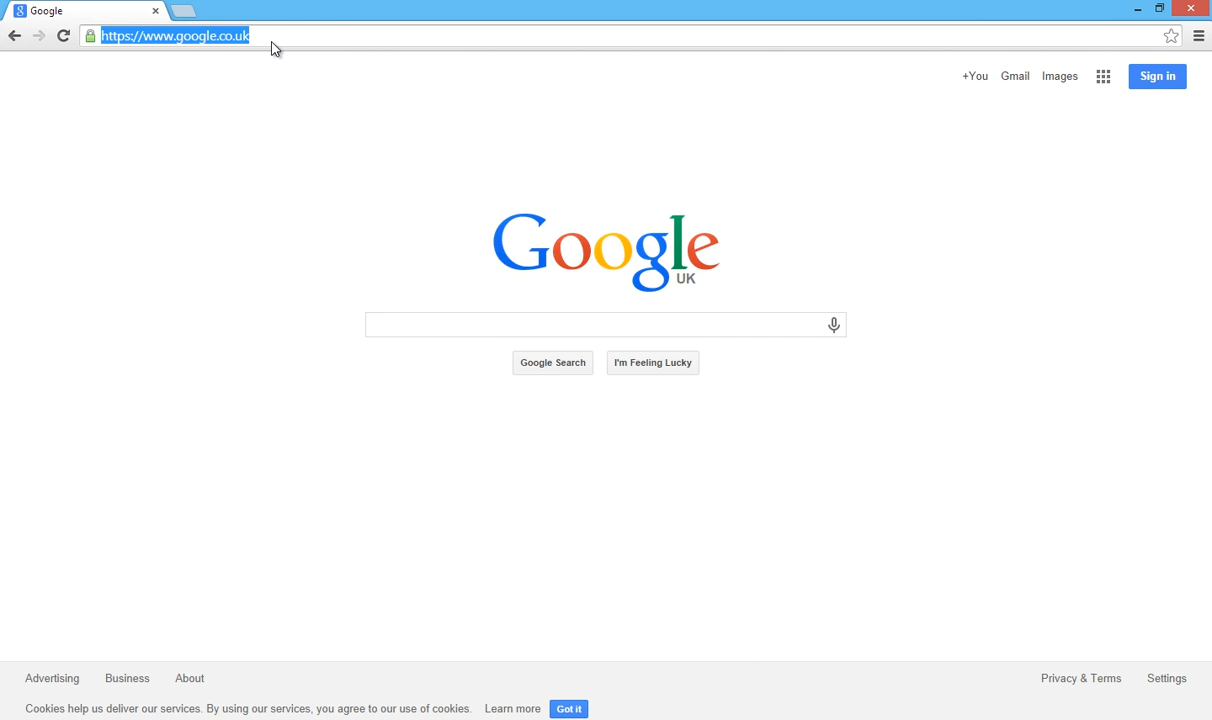 Google
https://www.google.co.uk
+You Gmail Images Sign in
Google
UK
Google Search I'm Feeling Lucky
Advertising Business About Privacy & Terms Settings
Cookies help us deliver our services. By using our services, you agree to our use of cookies. Learn more Got it